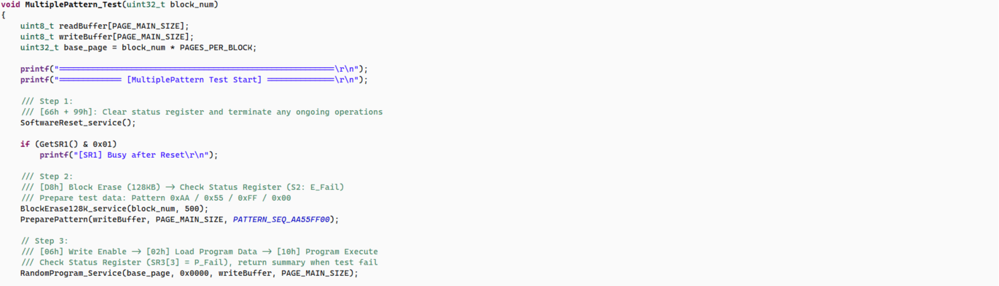 void MultiplePattern_Test(uint32_t block_num)
{
    uint8_t readBuffer[PAGE_MAIN_SIZE];
    uint8_t writeBuffer[PAGE_MAIN_SIZE];
    uint32_t base_page = block_num * PAGES_PER_BLOCK;
    printf("=========================================================\r\n");
    printf("============= [MultiplePattern Test Start] ==============\r\n");
    /// Step 1:
    /// [66h + 99h]: Clear status register and terminate any ongoing operations
    SoftwareReset_service();
    if (GetSR1() & 0x01)
        printf("[SR1] Busy after Reset\r\n");
    /// Step 2:
    /// [D8h] Block Erase (128KB) -> Check Status Register (S2: E_Fail)
    /// Prepare test data: Pattern 0xAA / 0x55 / 0xFF / 0x00
    BlockErase128K_service(block_num, 500);
    PreparePattern(writeBuffer, PAGE_MAIN_SIZE, PATTERN_SEQ_AA55FF00);
    // Step 3:
    /// [06h] Write Enable -> [02h] Load Program Data -> [10h] Program Execute
    /// Check Status Register (SR3[3] = P_Fail), return summary when test fail
    RandomProgram_Service(base_page, 0x0000, writeBuffer, PAGE_MAIN_SIZE);